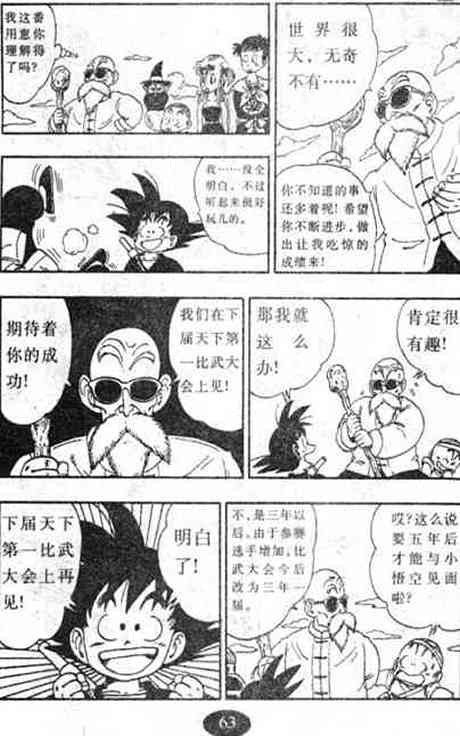 世界很
大,无奇
不有……
你不知道的事
还多着呢!希望
你不断进步,做
出让我吃惊的
成绩来!
我这番
用意你
理解得
了吗?
我……没全
明白,不过
听起来好
玩儿的。
肯定很
有趣!
那我就
这么
办!
我们在下
届天下第
一比武大
会上见!
期待着
你的成
功!
哎?这么说
要五年后
才能与小
悟空见面
啦?
不,是三年以
后。由于参赛
选手增加,比
武大会今后
改为三年一
届。
明白
了!
下届天下
第一比武
大会上再
见!
63